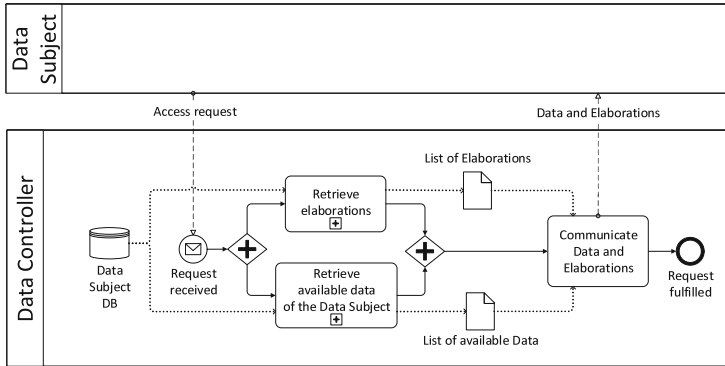 Data
Subject
Access request
Data and Elaborations
Data Controller
List of Elaborations
Retrieve
elaborations
Data
Subject
DB
Request
received
Retrieve
available data
of the Data Subject
Communicate
Data and
Elaborations
Request
fulfilled
List of available Data